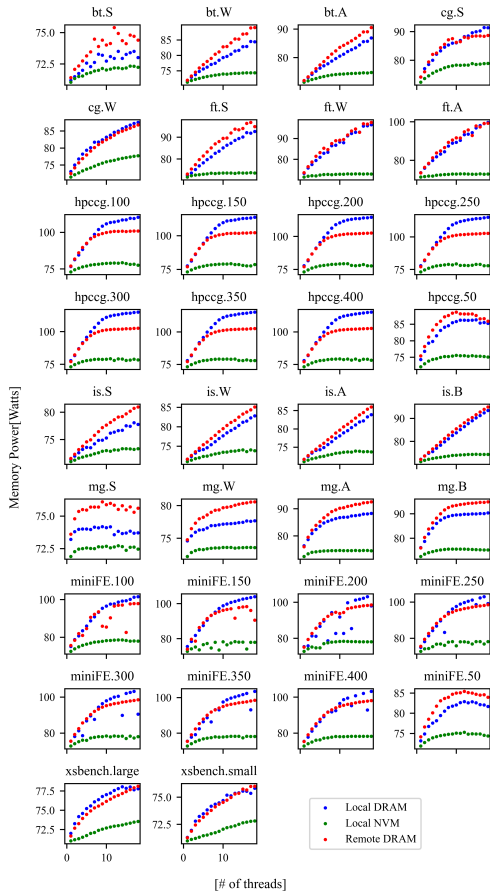 bt.S
bt.W
bt.A
cg.S
75.0
72.5
85
80
75
90
80
90
80
cg.W
ft.S
ft.W
ft.A
85
80
75
90
80
90
80
100
80
hpccg.100
hpccg.150
hpccg.200
hpccg.250
100
75
100
75
100
75
100
75
hpccg.300
hpccg.350
hpccg.400
hpccg.50
100
75
100
75
100
75
85
80
75
is.S
is.W
is.A
is.B
80
75
85
80
75
85
80
75
90
80
mg.S
mg.W
mg.A
mg.B
75.0
72.5
80
75
90
80
90
80
miniFE.100
miniFE.150
miniFE.200
miniFE.250
100
80
100
80
100
80
100
80
miniFE.300
miniFE.350
miniFE.400
miniFE.50
100
80
100
80
100
80
85
80
75
xsbench.large
xsbench.small
77.5
75.0
72.5
75.0
72.5
0
10
0
10
Memory Power[Watts]
[# of threads]
Local DRAM
Local NVM
Remote DRAM